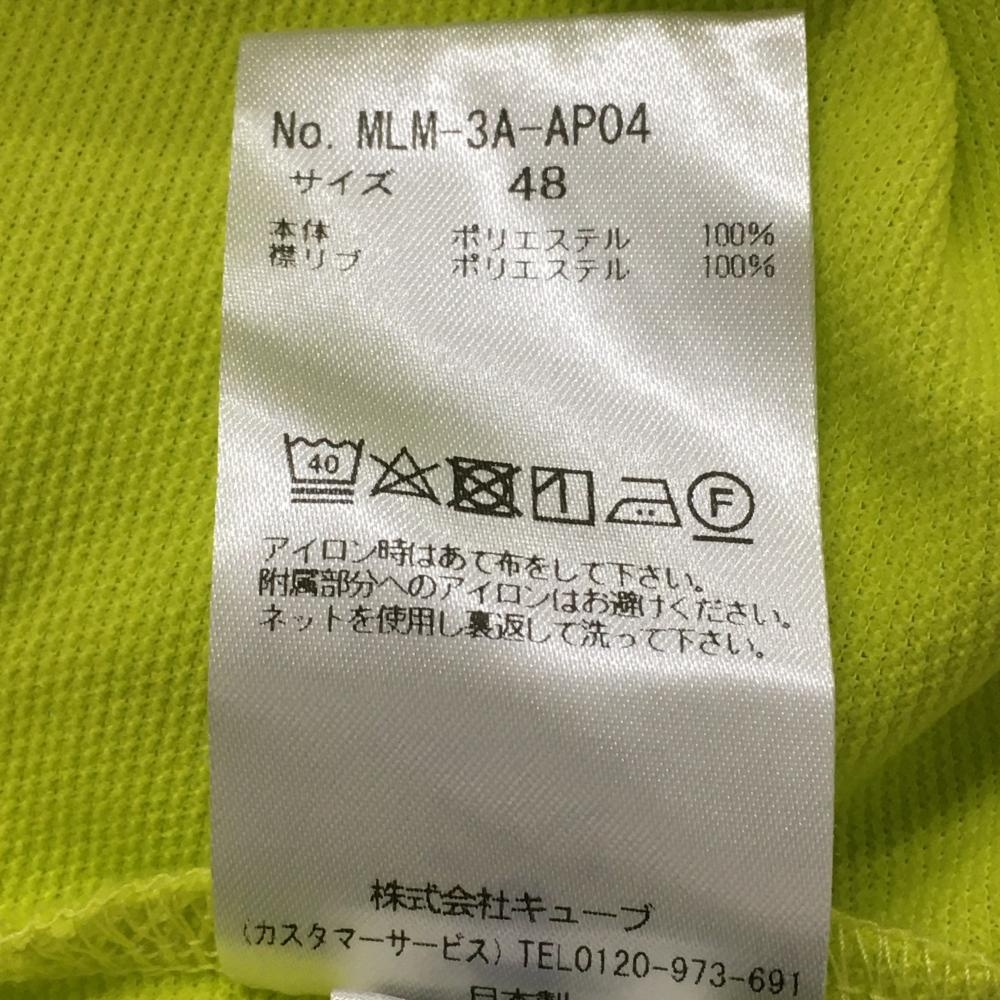 No. MLM-3A-AP04
サイズ 48
本体 ポリエステル 100%
襟リブ ポリエステル 100%
40 1 F
アイロン時はあて布をして下さい。
附属部分へのアイロンはお避けください。
ネットを使用し裏返して洗って下さい。
株式会社キューブ
(カスタマーサービス) TEL0120-973-691
日本製